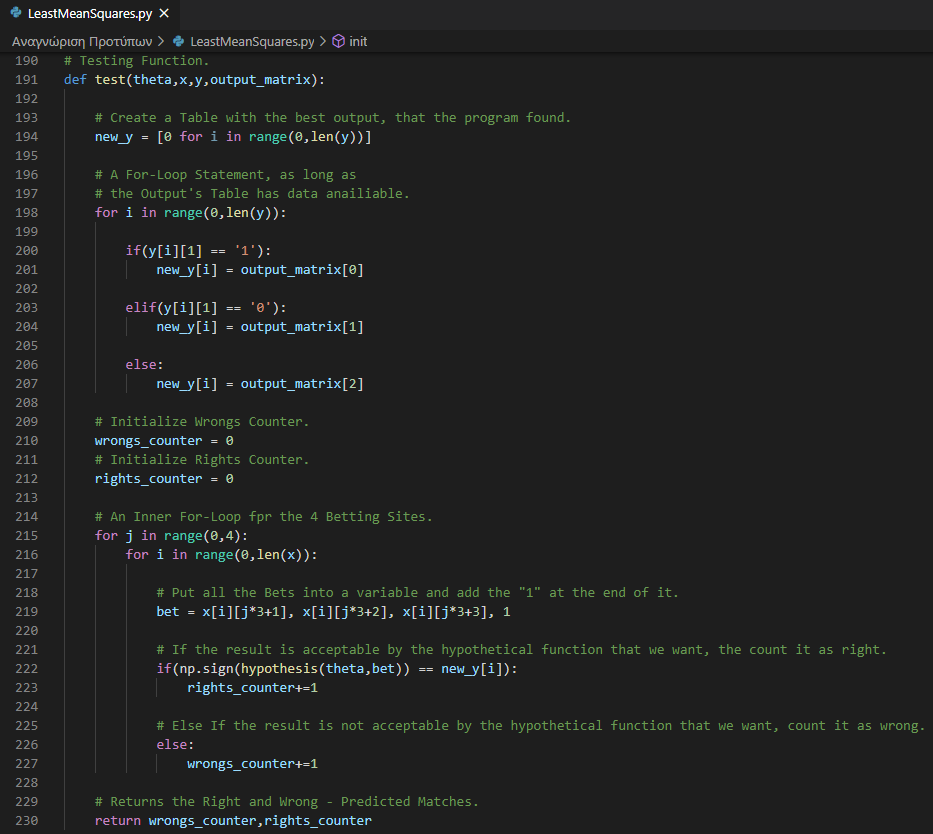 LeastMeanSquares.py ×
Αναγνώριση Προτύπων > LeastMeanSquares.py > init
190 # Testing Function.
191 def test(theta,x,y,output_matrix):
192
193 # Create a Table with the best output, that the program found.
194 new_y = [0 for i in range(0,len(y))]
195
196 # A For-Loop Statement, as long as
197 # the Output's Table has data anailiable.
198 for i in range(0,len(y)):
199
200 if(y[i][1] == '1'):
201 new_y[i] = output_matrix[0]
202
203 elif(y[i][1] == '0'):
204 new_y[i] = output_matrix[1]
205
206 else:
207 new_y[i] = output_matrix[2]
208
209 # Initialize Wrongs Counter.
210 wrongs_counter = 0
211 # Initialize Rights Counter.
212 rights_counter = 0
213
214 # An Inner For-Loop fpr the 4 Betting Sites.
215 for j in range(0,4):
216 for i in range(0,len(x)):
217
218 # Put all the Bets into a variable and add the "1" at the end of it.
219 bet = x[i][j*3+1], x[i][j*3+2], x[i][j*3+3], 1
220
221 # If the result is acceptable by the hypothetical function that we want, the count it as right.
222 if(np.sign(hypothesis(theta,bet)) == new_y[i]):
223 rights_counter+=1
224
225 # Else If the result is not acceptable by the hypothetical function that we want, count it as wrong.
226 else:
227 wrongs_counter+=1
228
229 # Returns the Right and Wrong - Predicted Matches.
230 return wrongs_counter,rights_counter